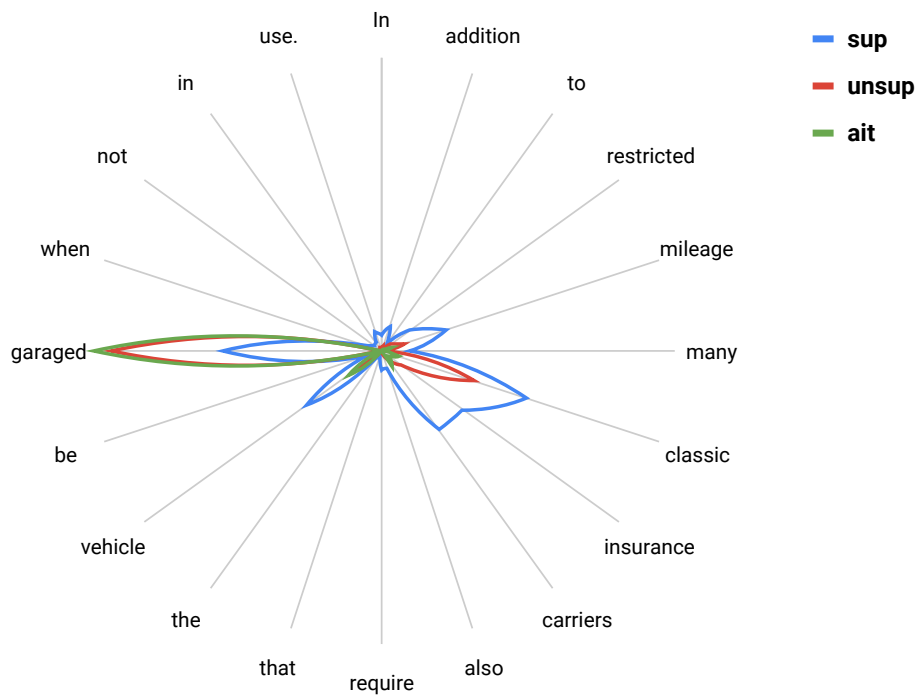 In
addition
to
restricted
mileage
many
classic
insurance
carriers
also
require
that
the
vehicle
be
garaged
when
not
in
use.
sup
unsup
ait